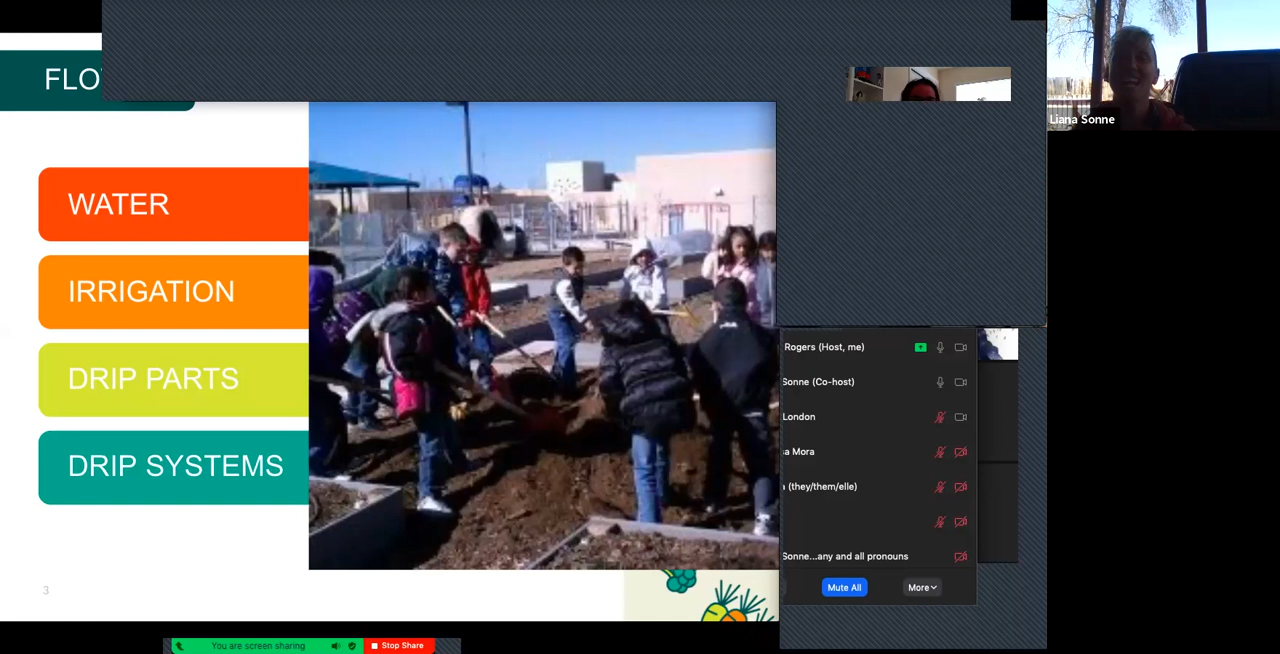 FLO
WATER
IRRIGATION
DRIP PARTS
DRIP SYSTEMS
3
Liana Sonne
Rogers (Host, me)
Sonne (Co-host)
London
a Mora
(they/them/elle)
Sonne...any and all pronouns
Mute All
More
You are screen sharing
Stop Share